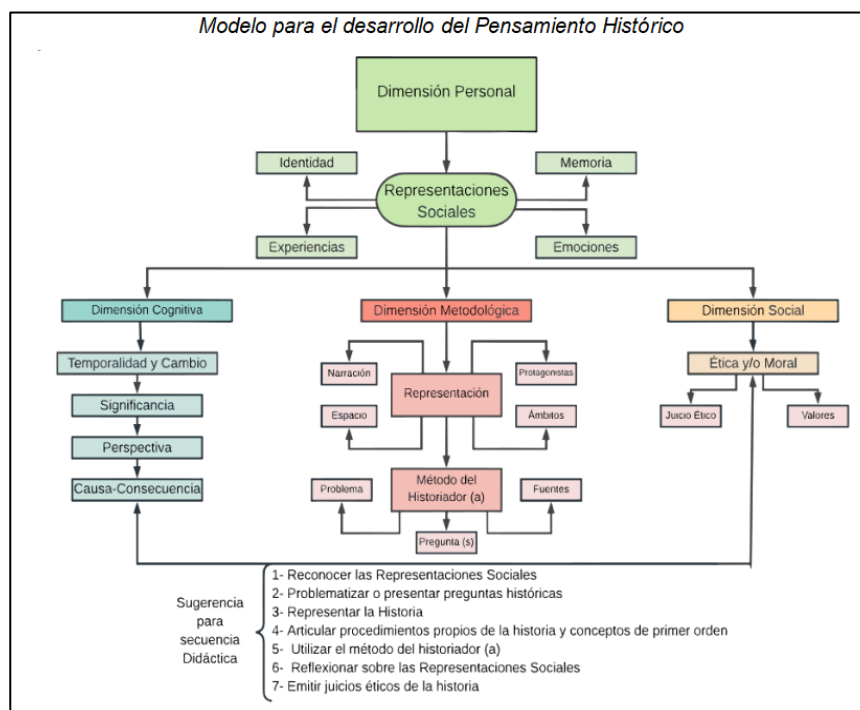 Modelo para el desarrollo del Pensamiento Histórico
Dimensión Personal
Identidad
Memoria
Representaciones
Sociales
Experiencias
Emociones
Dimensión Cognitiva
Dimensión Metodológica
Dimensión Social
Temporalidad y Cambio
Significancia
Perspectiva
Causa-Consecuencia
Narración
Protagonistas
Representación
Espacio
Ámbitos
Método del
Historiador (a)
Problema
Fuentes
Pregunta (s)
Ética y/o Moral
Juicio Ético
Valores
Sugerencia
para
secuencia
Didáctica
1- Reconocer las Representaciones Sociales
2- Problematizar o presentar preguntas históricas
3- Representar la Historia
4- Articular procedimientos propios de la historia y conceptos de primer orden
5- Utilizar el método del historiador (a)
6- Reflexionar sobre las Representaciones Sociales
7- Emitir juicios éticos de la historia